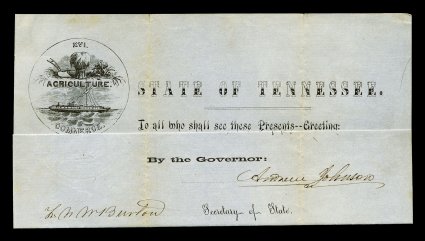 XVI.
AGRICULTURE.
COMMERCE.
STATE OF TENNESSEE.
To all who shall see these Presents--Greeting:
By the Governor:
Andrew Johnson
Burton
Secretary of State.